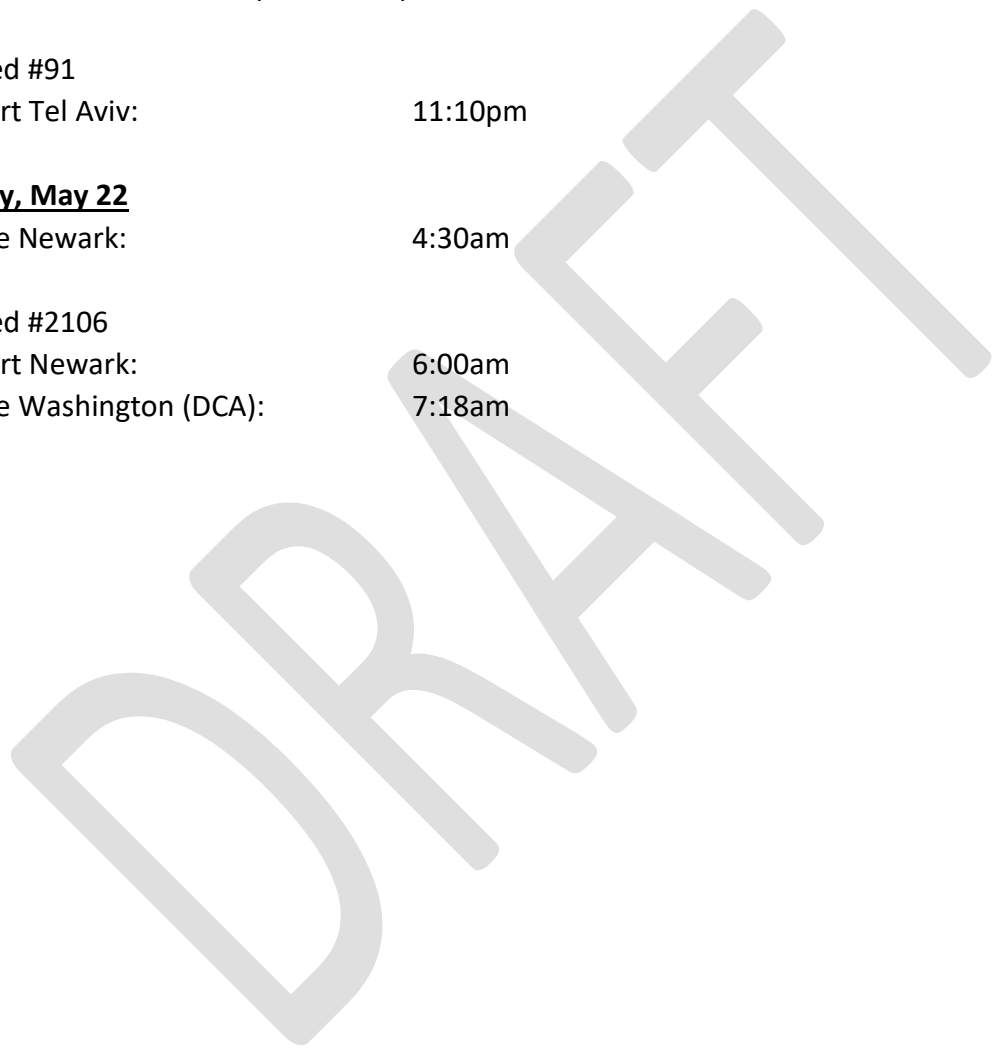 ed #91
rt Tel Aviv: 11:10pm
y, May 22
e Newark: 4:30am
ed #2106
rt Newark: 6:00am
e Washington (DCA): 7:18am
DRAFT